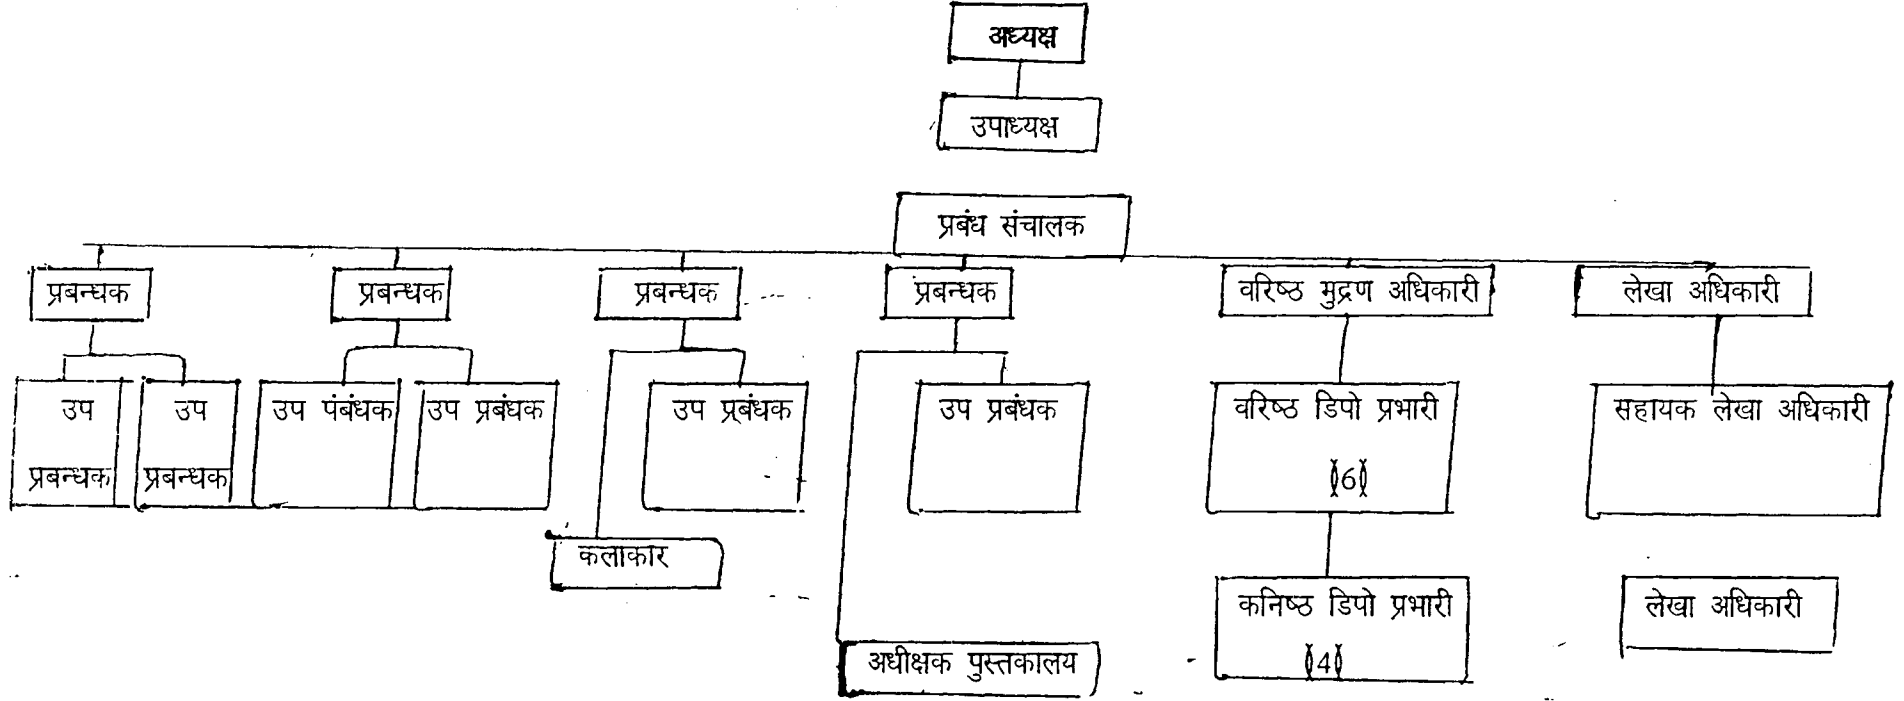 अध्यक्ष
उपाध्यक्ष
प्रबंध संचालक
प्रबन्धक प्रबन्धक प्रबन्धक प्रबन्धक वरिष्ठ मुद्रण अधिकारी लेखा अधिकारी
उप उप उप पंबंधक उप प्रबंधक उप प्रबंधक उप प्रबंधक वरिष्ठ डिपो प्रभारी सहायक लेखा अधिकारी
प्रबन्धक प्रबन्धक (6)
कलाकार
कनिष्ठ डिपो प्रभारी लेखा अधिकारी
अधीक्षक पुस्तकालय (4)